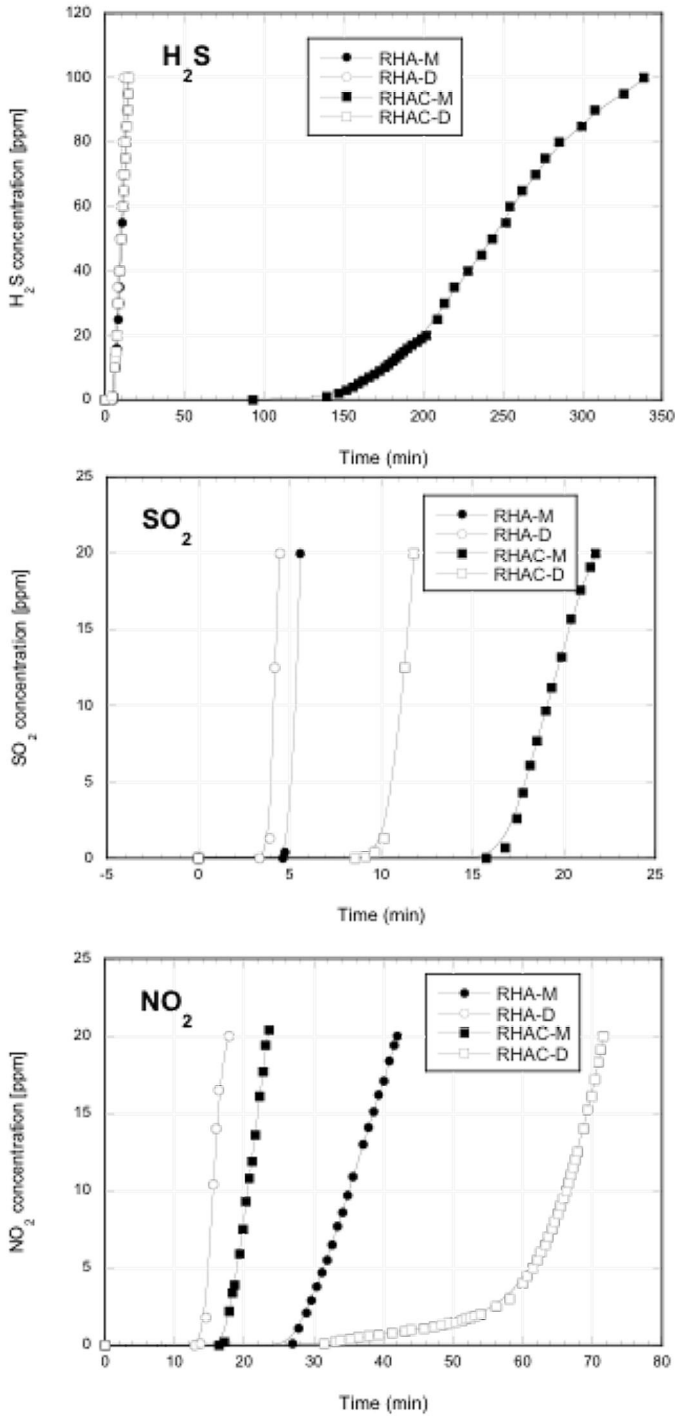 H2S
RHA-M
RHA-D
RHAC-M
RHAC-D
H2S concentration [ppm]
120
100
80
60
40
20
0
0 50 100 150 200 250 300 350
Time (min)
SO2
RHA-M
RHA-D
RHAC-M
RHAC-D
SO2 concentration [ppm]
25
20
15
10
5
0
-5 0 5 10 15 20 25
Time (min)
NO2
RHA-M
RHA-D
RHAC-M
RHAC-D
NO2 concentration [ppm]
25
20
15
10
5
0
0 10 20 30 40 50 60 70 80
Time (min)